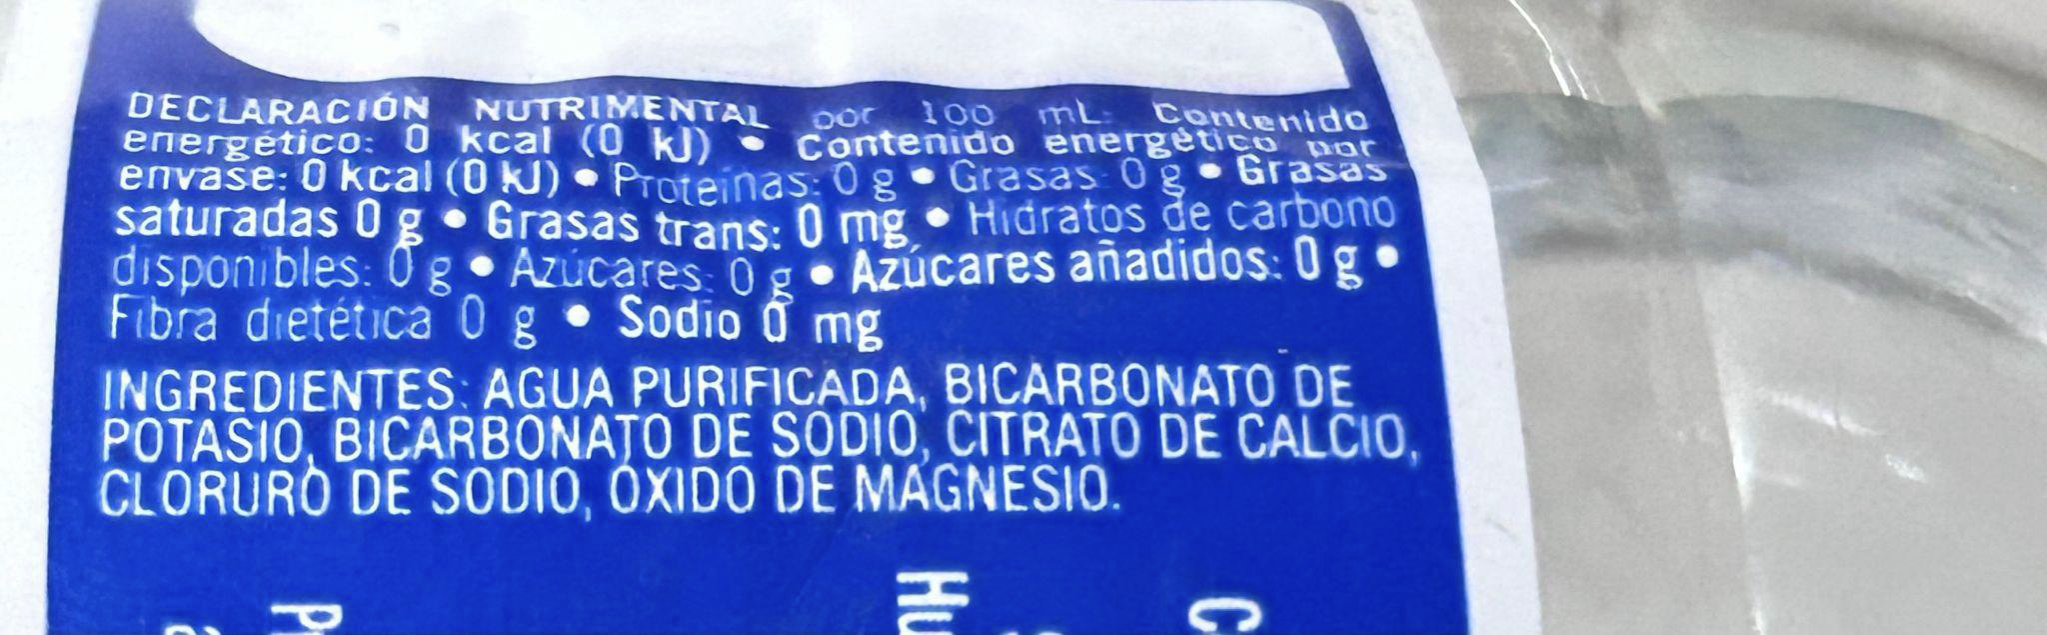 DECLARACIÓN NUTRIMENTAL por 100 mL: Contenido
energético: 0 kcal (0 kJ) • Contenido energético por
envase: 0 kcal (0 kJ) • Proteínas: 0 g • Grasas: 0 g • Grasas
saturadas 0 g • Grasas trans: 0 mg • Hidratos de carbono
disponibles: 0 g • Azúcares: 0 g • Azúcares añadidos: 0 g •
Fibra dietética 0 g • Sodio 0 mg
INGREDIENTES: AGUA PURIFICADA, BICARBONATO DE
POTASIO, BICARBONATO DE SODIO, CITRATO DE CALCIO,
CLORURO DE SODIO, ÓXIDO DE MAGNESIO.